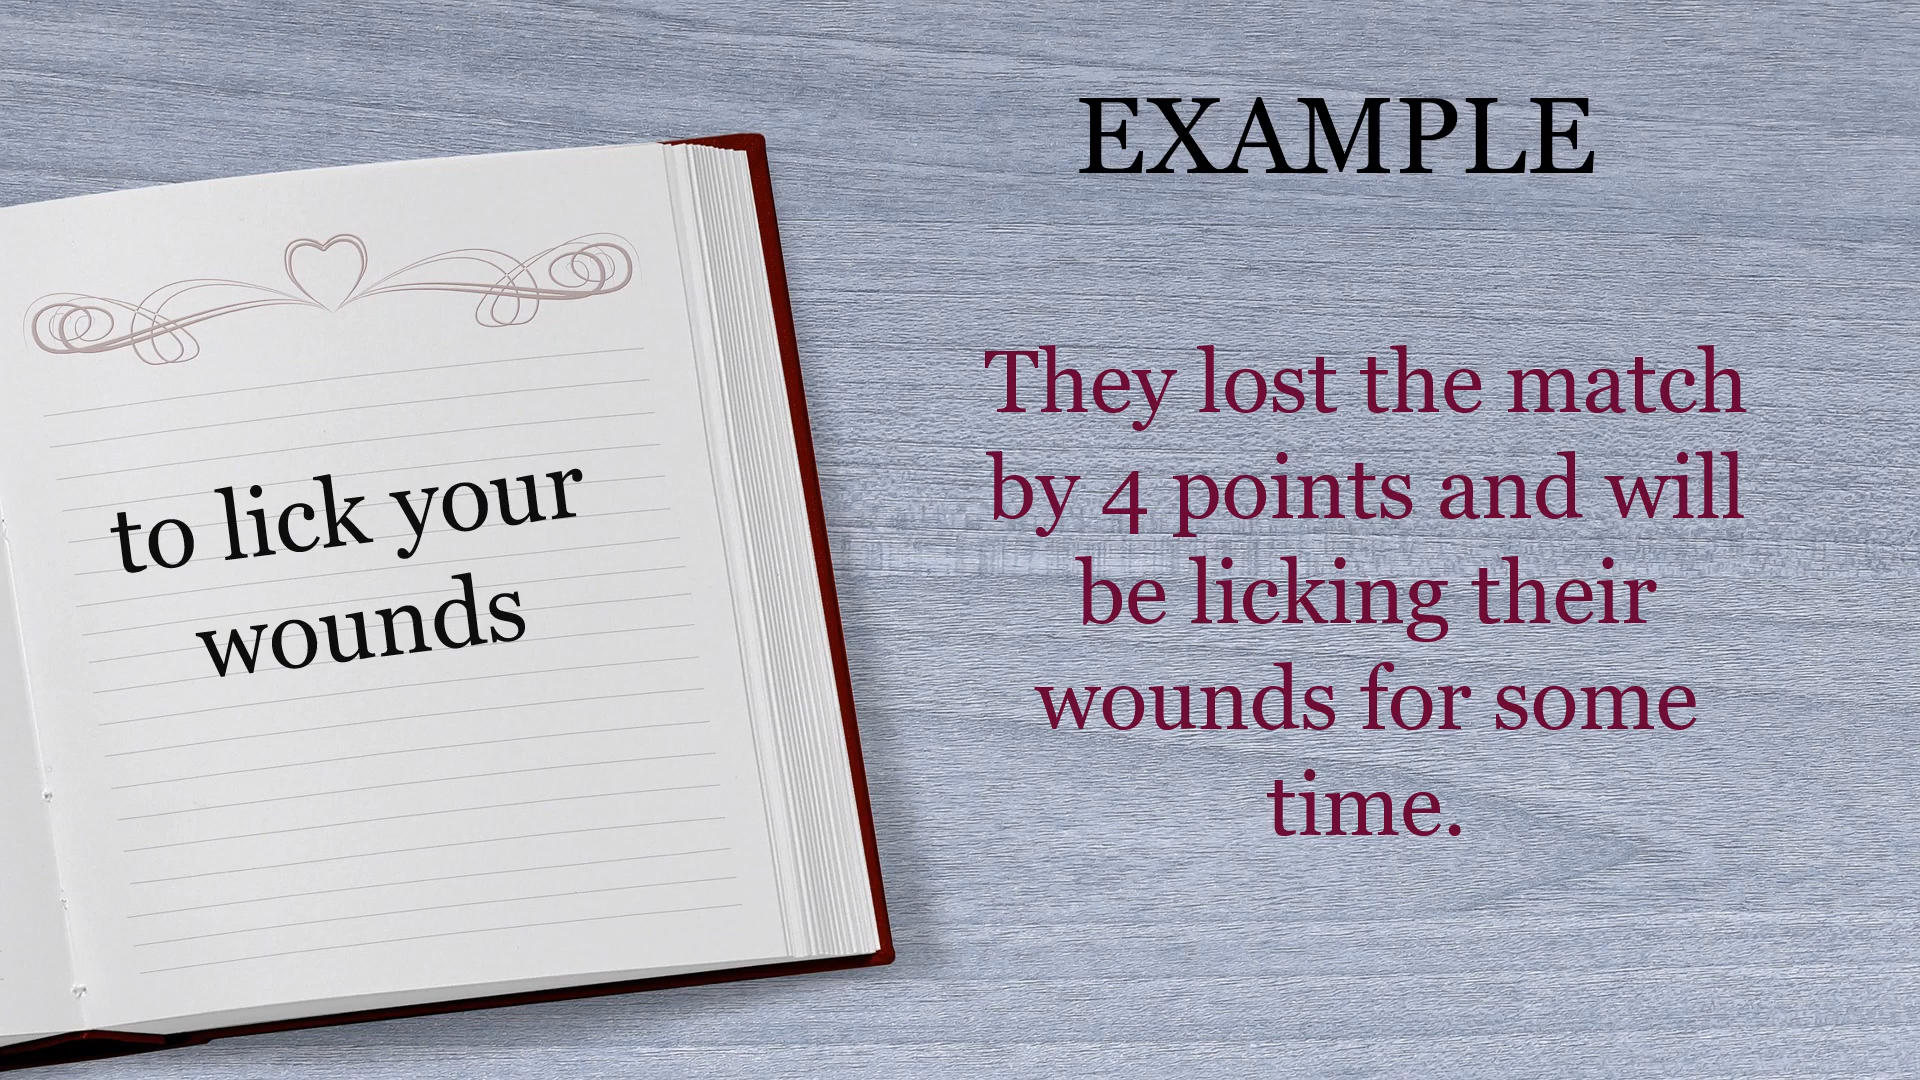 to lick your
wounds
EXAMPLE
They lost the match
by 4 points and will
be licking their
wounds for some
time.